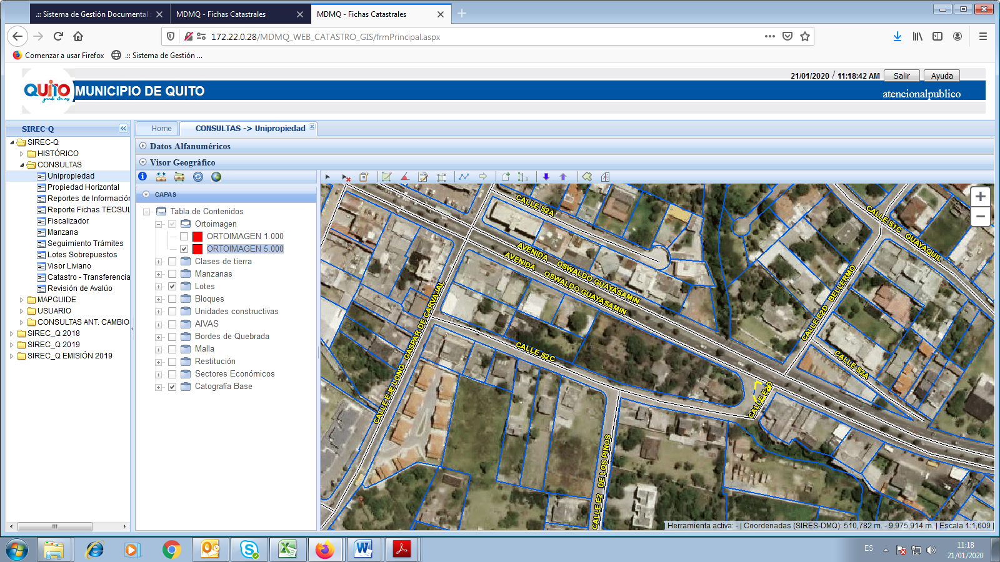 .:: Sistema de Gestión Documental
MDMQ - Fichas Catastrales
MDMQ - Fichas Catastrales
172.22.0.28/MDMQ_WEB_CATASTRO_GIS/frmPrincipal.aspx
Comenzar a usar Firefox
.:: Sistema de Gestión ...
21/01/2020 / 11:18:42 AM
Salir
Ayuda
QUITO
MUNICIPIO DE QUITO
atencionalpublico
SIREC-Q
Home
CONSULTAS -> Unipropiedad
SIREC-Q
HISTÓRICO
CONSULTAS
Unipropiedad
Propiedad Horizontal
Reportes de Información
Reporte Fichas TECSUL
Fiscalizador
Manzana
Seguimiento Trámites
Lotes Sobrepuestos
Visor Liviano
Catastro - Transferencia
Revisión de Avalúo
MAPGUIDE
USUARIO
CONSULTAS ANT. CAMBIO
SIREC_Q 2018
SIREC_Q 2019
SIREC_Q EMISIÓN 2019
Datos Alfanuméricos
Visor Geográfico
CAPAS
Tabla de Contenidos
Ortoimagen
ORTOIMAGEN 1.000
ORTOIMAGEN 5.000
Clases de tierra
Manzanas
Lotes
Bloques
Unidades constructivas
AIVAS
Bordes de Quebrada
Malla
Restitución
Sectores Económicos
Catografía Base
CALLE S2A
CALLE S1C GUAYAQUIL
AVENIDA OSWALDO GUAYASAMIN
AVENIDA OSWALDO GUAYASAMIN
CALLE E2D BELLERMO
CALLE EJE LONG GASPAR DE CARVAJAL
CALLE S2C
CALLE S2A
CALLE E2D
CALLE E2 DE LOS PINOS
| Herramienta activa: - | Coordenadas (SIRES-DMQ): 510,782 m. - 9,975,914 m. | Escala 1:1,609 |
ES
11:18
21/01/2020